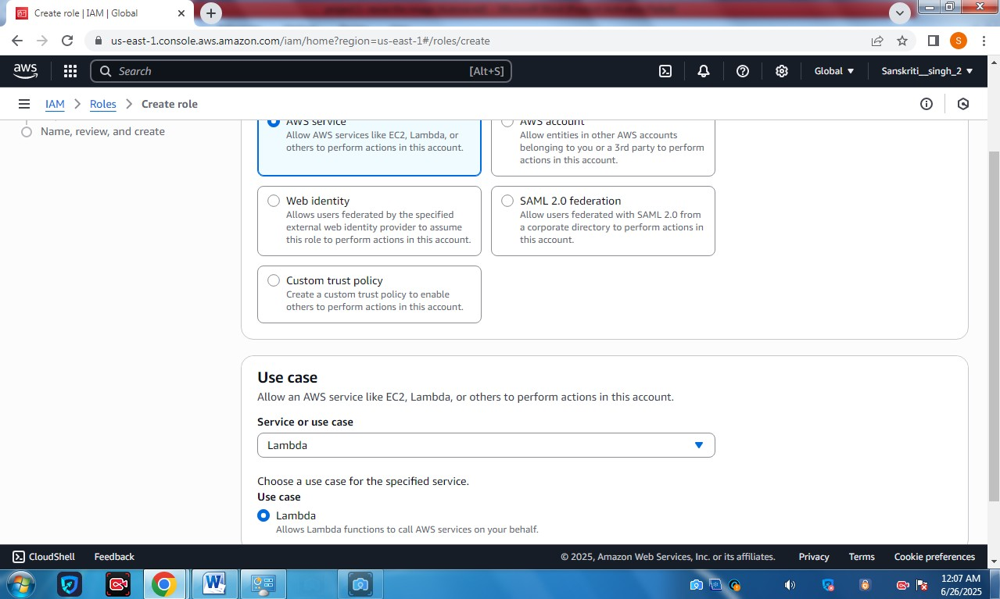 Create role | IAM | Global
us-east-1.console.aws.amazon.com/iam/home?region=us-east-1#/roles/create
S
aws
Search
[Alt+S]
Global
Sanskriti__singh_2
IAM
Roles
Create role
Name, review, and create
AWS service
Allow AWS services like EC2, Lambda, or
others to perform actions in this account.
AWS account
Allow entities in other AWS accounts
belonging to you or a 3rd party to perform
actions in this account.
Web identity
Allows users federated by the specified
external web identity provider to assume
this role to perform actions in this account.
SAML 2.0 federation
Allow users federated with SAML 2.0 from
a corporate directory to perform actions in
this account.
Custom trust policy
Create a custom trust policy to enable
others to perform actions in this account.
Use case
Allow an AWS service like EC2, Lambda, or others to perform actions in this account.
Service or use case
Lambda
Choose a use case for the specified service.
Use case
Lambda
Allows Lambda functions to call AWS services on your behalf.
CloudShell
Feedback
© 2025, Amazon Web Services, Inc. or its affiliates.
Privacy
Terms
Cookie preferences
12:07 AM
6/26/2025